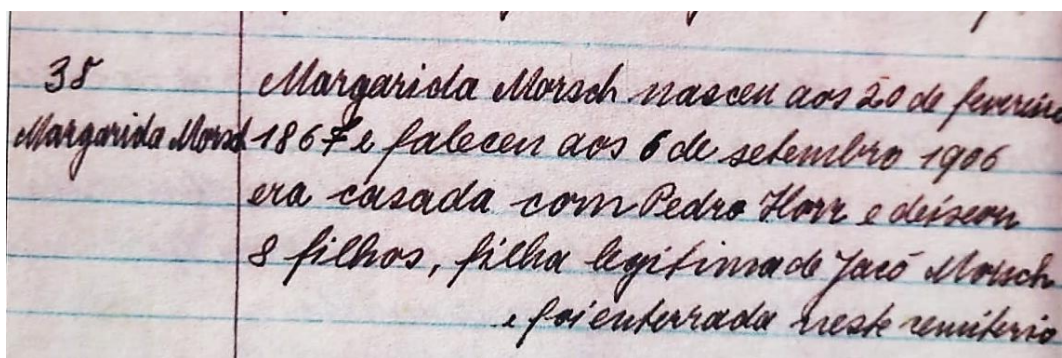 38
Margarida Morsch
Margarida Morsch nasceu aos 20 de fevereiro
1867 e faleceu aos 6 de setembro 1906
era casada com Pedro Horr e deixou
8 filhos, filha legitima de Jacó Morsch
e foi enterrada neste cemiterio